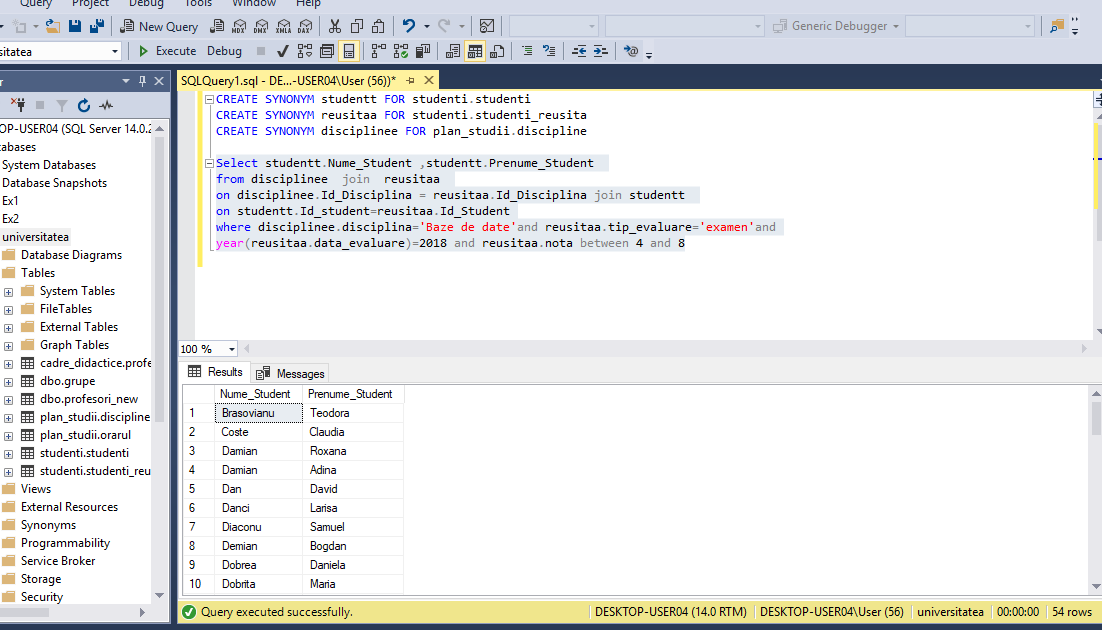 Query Project Debug Tools Window Help
New Query MDX DMX XMLA DAX Generic Debugger
sitatea Execute Debug
SQLQuery1.sql - DE...-USER04\User (56))*
OP-USER04 (SQL Server 14.0.2
abases
System Databases
Database Snapshots
Ex1
Ex2
universitatea
Database Diagrams
Tables
System Tables
FileTables
External Tables
Graph Tables
cadre_didactice.profe
dbo.grupe
dbo.profesori_new
plan_studii.discipline
plan_studii.orarul
studenti.studenti
studenti.studenti_reu
Views
External Resources
Synonyms
Programmability
Service Broker
Storage
Security
CREATE SYNONYM studentt FOR studenti.studenti
CREATE SYNONYM reusitaa FOR studenti.studenti_reusita
CREATE SYNONYM disciplinee FOR plan_studii.discipline
Select studentt.Nume_Student ,studentt.Prenume_Student
from disciplinee join reusitaa
on disciplinee.Id_Disciplina = reusitaa.Id_Disciplina join studentt
on studentt.Id_student=reusitaa.Id_Student
where disciplinee.disciplina='Baze de date'and reusitaa.tip_evaluare='examen'and
year(reusitaa.data_evaluare)=2018 and reusitaa.nota between 4 and 8
100 %
Results Messages
Nume_Student Prenume_Student
1 Brasovianu Teodora
2 Coste Claudia
3 Damian Roxana
4 Damian Adina
5 Dan David
6 Danci Larisa
7 Diaconu Samuel
8 Demian Bogdan
9 Dobrea Daniela
10 Dobrita Maria
Query executed successfully. DESKTOP-USER04 (14.0 RTM) DESKTOP-USER04\User (56) universitatea 00:00:00 54 rows